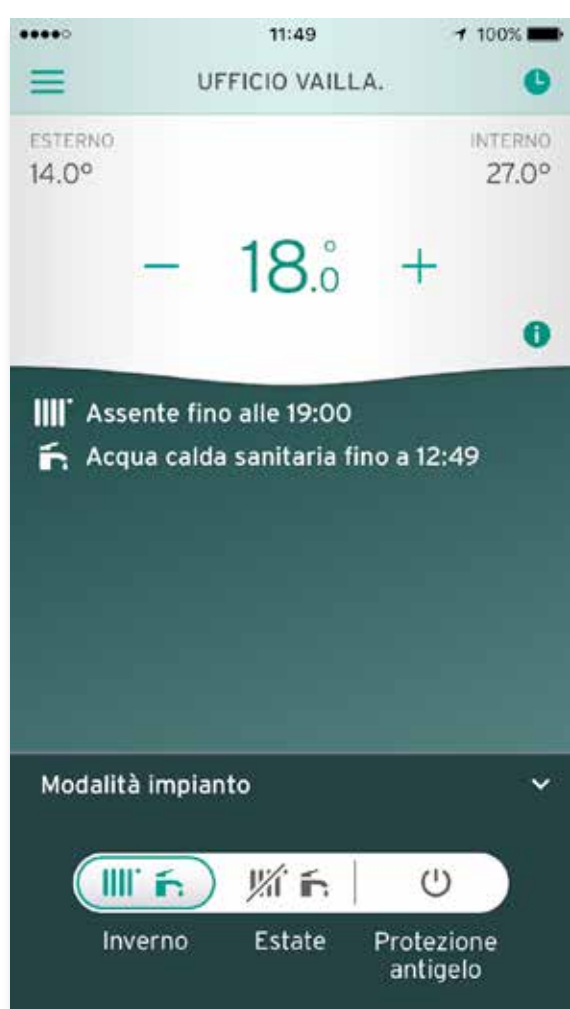 11:49
100%
UFFICIO VAILLA.
ESTERNO
INTERNO
14.0°
27.0°
− 18.0° +
Assente fino alle 19:00
Acqua calda sanitaria fino a 12:49
Modalità impianto
Inverno
Estate
Protezione
antigelo